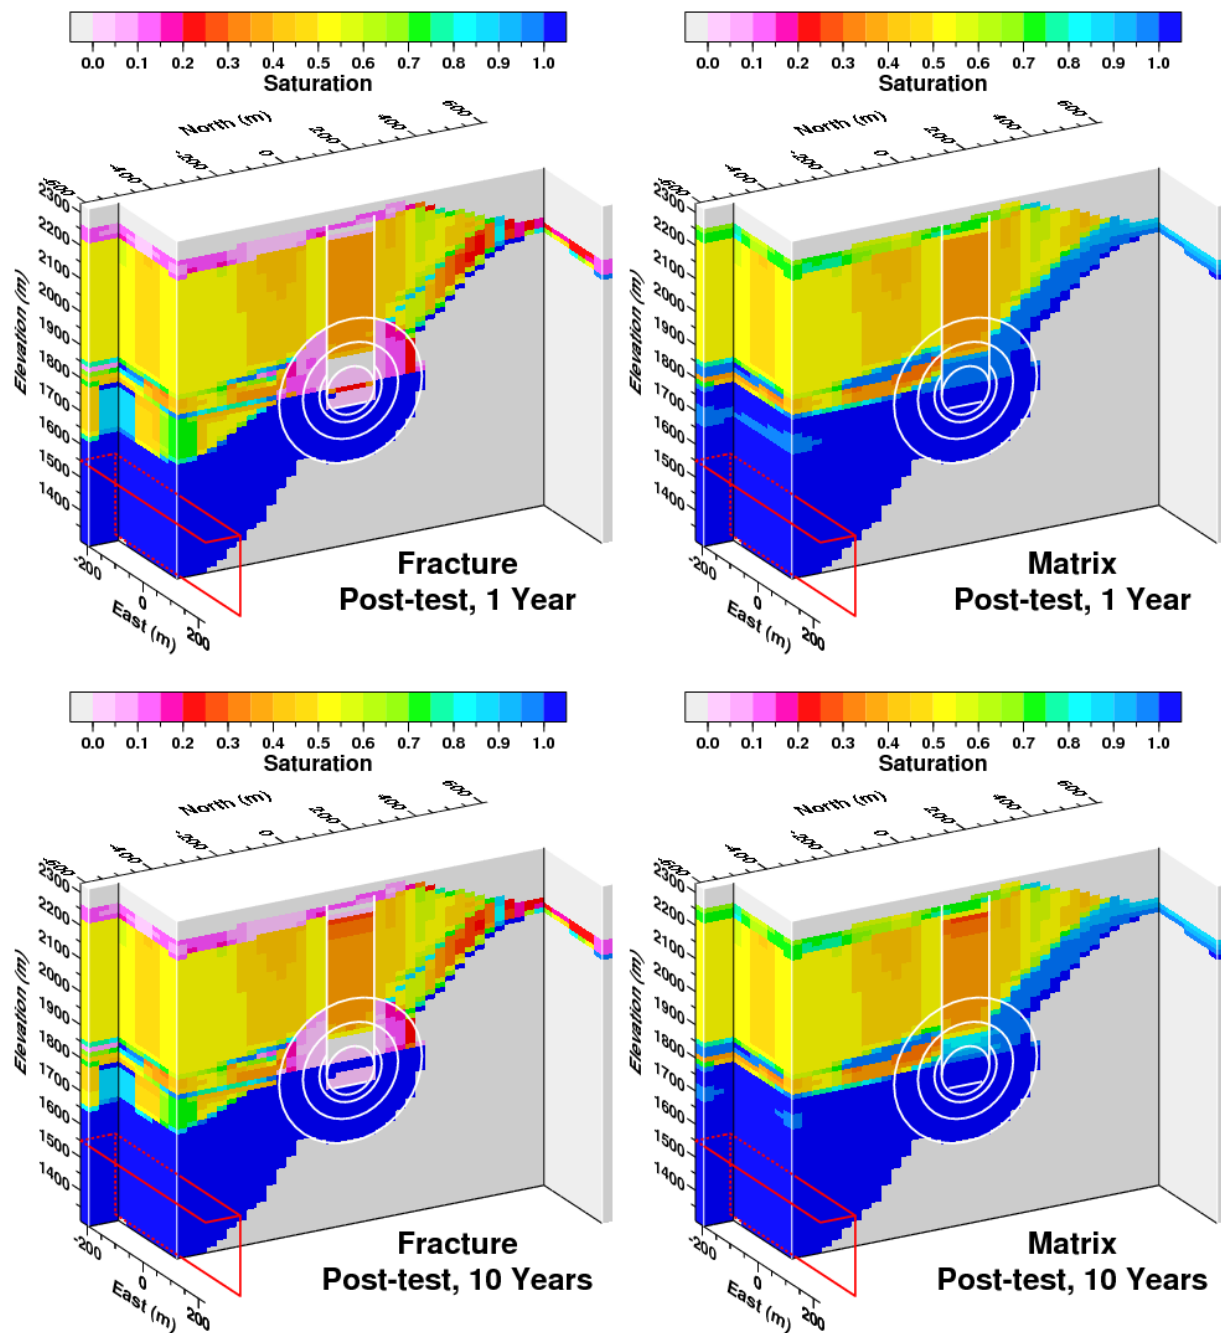 0.0 0.1 0.2 0.3 0.4 0.5 0.6 0.7 0.8 0.9 1.0
Saturation
North (m)
-600 -400 -200 0 200 400 600
Elevation (m)
2300
2200
2100
2000
1900
1800
1700
1600
1500
1400
-200 0 200
East (m)
Fracture
Post-test, 1 Year
0.0 0.1 0.2 0.3 0.4 0.5 0.6 0.7 0.8 0.9 1.0
Saturation
North (m)
-600 -400 -200 0 200 400 600
Elevation (m)
2300
2200
2100
2000
1900
1800
1700
1600
1500
1400
-200 0 200
East (m)
Matrix
Post-test, 1 Year
0.0 0.1 0.2 0.3 0.4 0.5 0.6 0.7 0.8 0.9 1.0
Saturation
North (m)
-600 -400 -200 0 200 400 600
Elevation (m)
2300
2200
2100
2000
1900
1800
1700
1600
1500
1400
-200 0 200
East (m)
Fracture
Post-test, 10 Years
0.0 0.1 0.2 0.3 0.4 0.5 0.6 0.7 0.8 0.9 1.0
Saturation
North (m)
-600 -400 -200 0 200 400 600
Elevation (m)
2300
2200
2100
2000
1900
1800
1700
1600
1500
1400
-200 0 200
East (m)
Matrix
Post-test, 10 Years